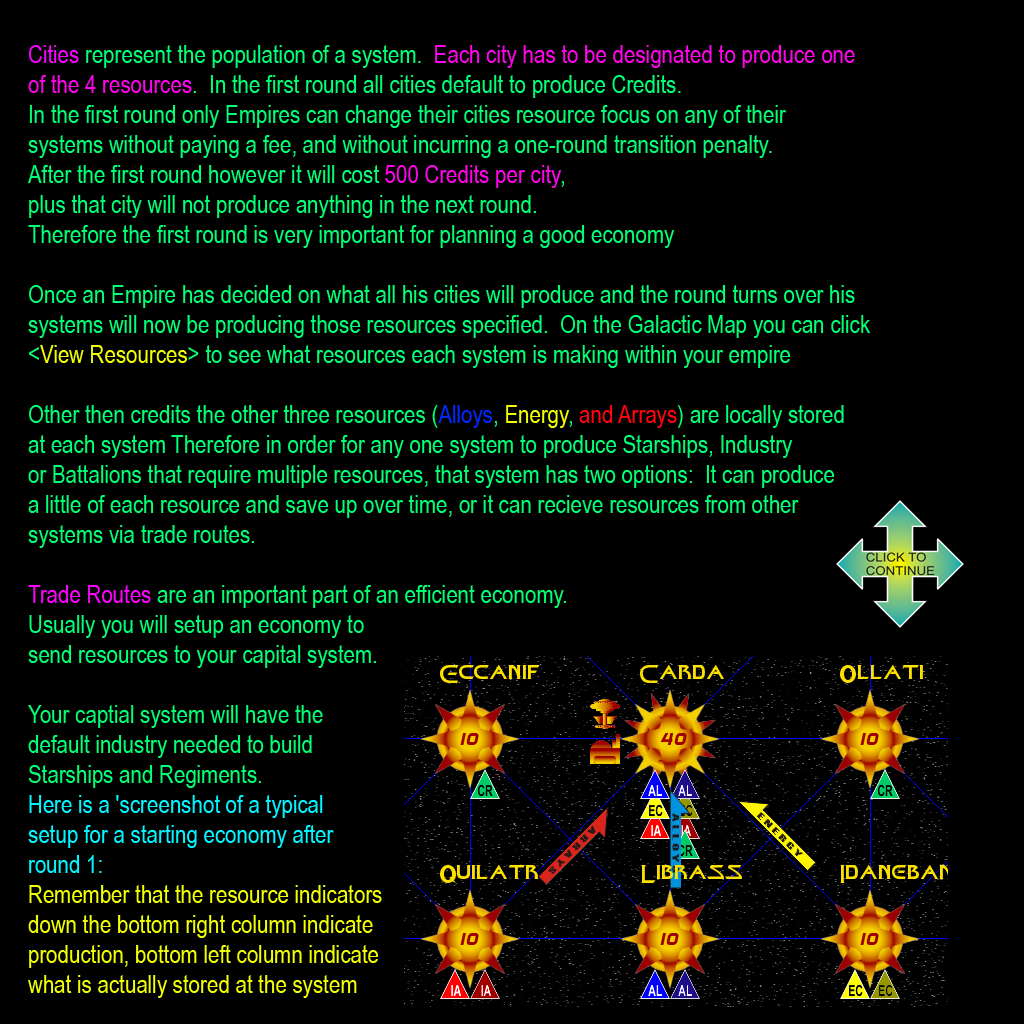 Cities represent the population of a system.  Each city has to be designated to produce one
of the 4 resources.  In the first round all cities default to produce Credits.
In the first round only Empires can change their cities resource focus on any of their
systems without paying a fee, and without incurring a one-round transition penalty.
After the first round however it will cost 500 Credits per city,
plus that city will not produce anything in the next round.
Therefore the first round is very important for planning a good economy
Once an Empire has decided on what all his cities will produce and the round turns over his
systems will now be producing those resources specified.  On the Galactic Map you can click
<View Resources> to see what resources each system is making within your empire
Other then credits the other three resources (Alloys, Energy, and Arrays) are locally stored
at each system Therefore in order for any one system to produce Starships, Industry
or Battalions that require multiple resources, that system has two options:  It can produce
a little of each resource and save up over time, or it can recieve resources from other
systems via trade routes.
CLICK TO
CONTINUE
Trade Routes are an important part of an efficient economy.
Usually you will setup an economy to
send resources to your capital system.
Your captial system will have the
default industry needed to build
Starships and Regiments.
Here is a 'screenshot of a typical
setup for a starting economy after
round 1:
Remember that the resource indicators
down the bottom right column indicate
production, bottom left column indicate
what is actually stored at the system
ECCANIF CARDA OLLATI
10 40 10
CR AL AL CR
EC EC
IA IA
CR
ARRAYS ALLOY ENERGY
QUILATR LIBRASS IDANEBAN
10 10 10
IA IA AL AL EC EC